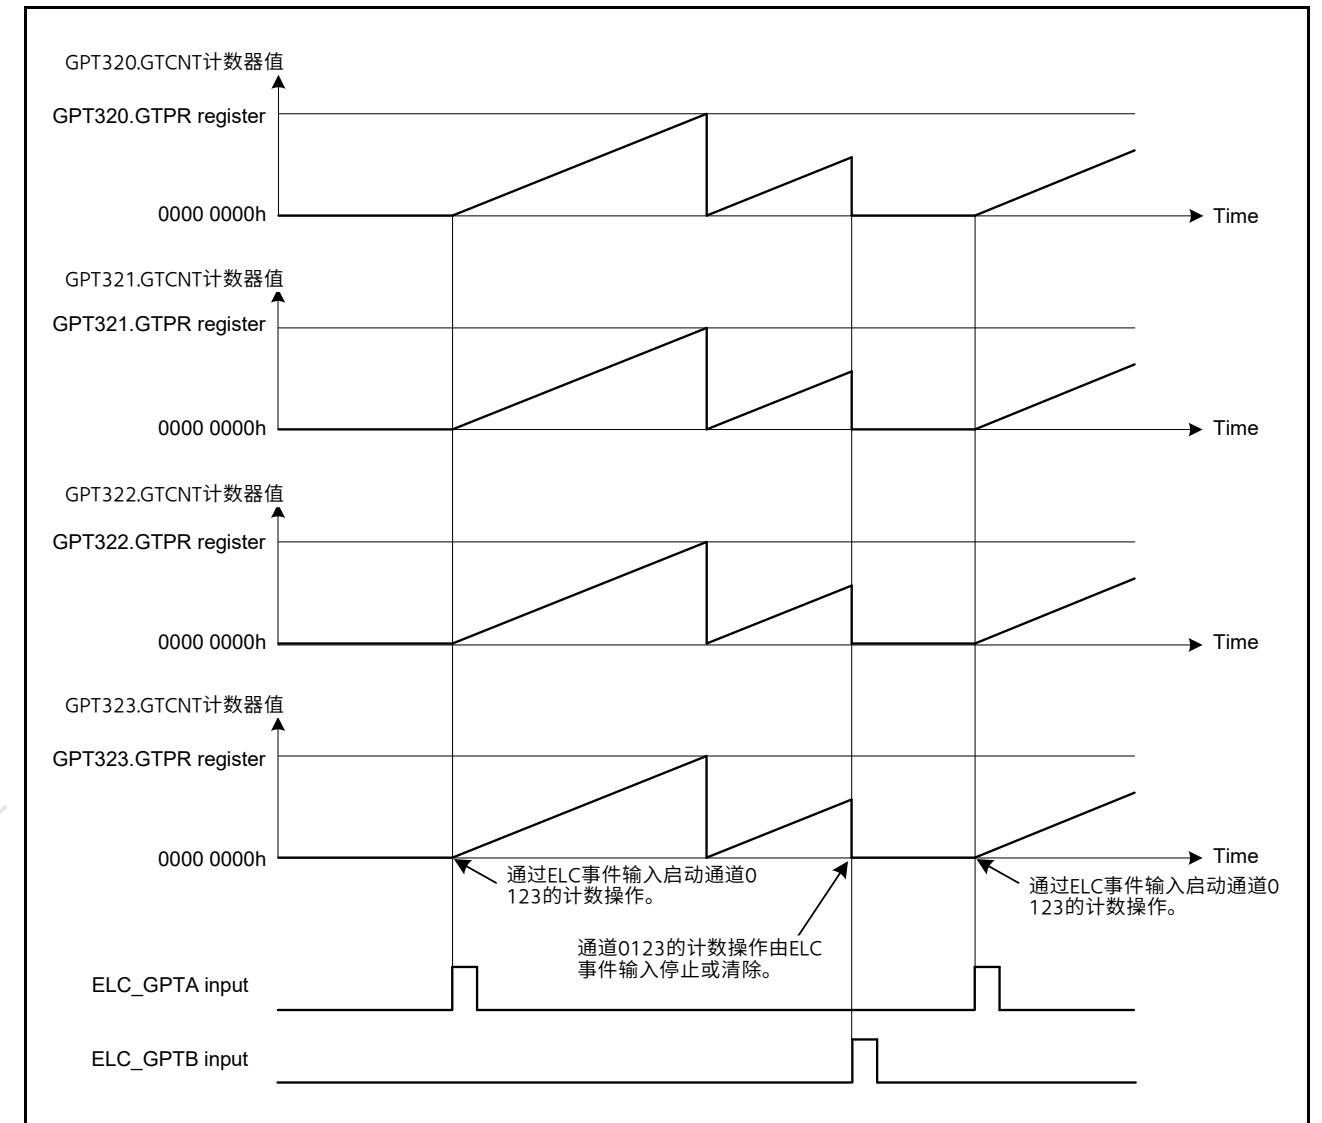 GPT320.GTCNT计数器值
GPT320.GTPR register
0000 0000h
Time
GPT321.GTCNT计数器值
GPT321.GTPR register
0000 0000h
Time
GPT322.GTCNT计数器值
GPT322.GTPR register
0000 0000h
Time
GPT323.GTCNT计数器值
GPT323.GTPR register
0000 0000h
Time
通过ELC事件输入启动通道0
123的计数操作。
通过ELC事件输入启动通道0
123的计数操作。
通道0123的计数操作由ELC
事件输入停止或清除。
ELC_GPTA input
ELC_GPTB input